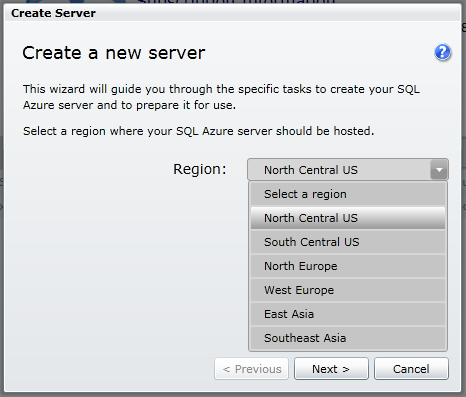 Create Server
Create a new server
This wizard will guide you through the specific tasks to create your SQL
Azure server and to prepare it for use.
Select a region where your SQL Azure server should be hosted.
Region: North Central US
Select a region
North Central US
South Central US
North Europe
West Europe
East Asia
Southeast Asia
< Previous Next > Cancel